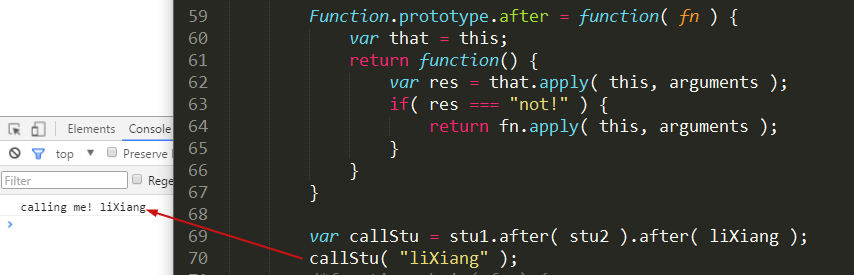 Elements Console
top Preserve
Filter Rege
calling me! liXiang
>
59 Function.prototype.after = function( fn ) {
60 var that = this;
61 return function() {
62 var res = that.apply( this, arguments );
63 if( res === "not!" ) {
64 return fn.apply( this, arguments );
65 }
66 }
67 }
68
69 var callStu = stu1.after( stu2 ).after( liXiang );
70 callStu( "liXiang" );